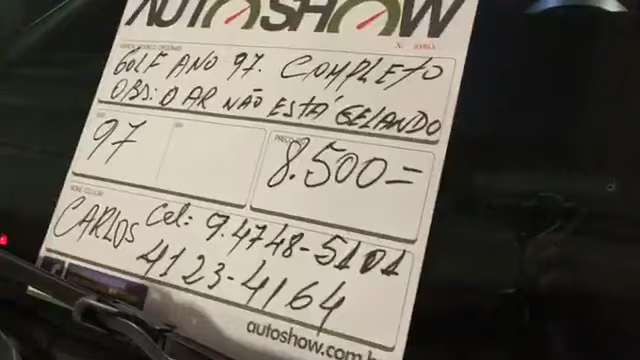 AUTOSHOW
GOLF ANO 97. COMPLETO
OBS: O AR NÃO ESTÁ GELANDO
97
PREÇO
8.500=
CARLOS Cel: 9.4748-5101
4123-4164
autoshow.com.b